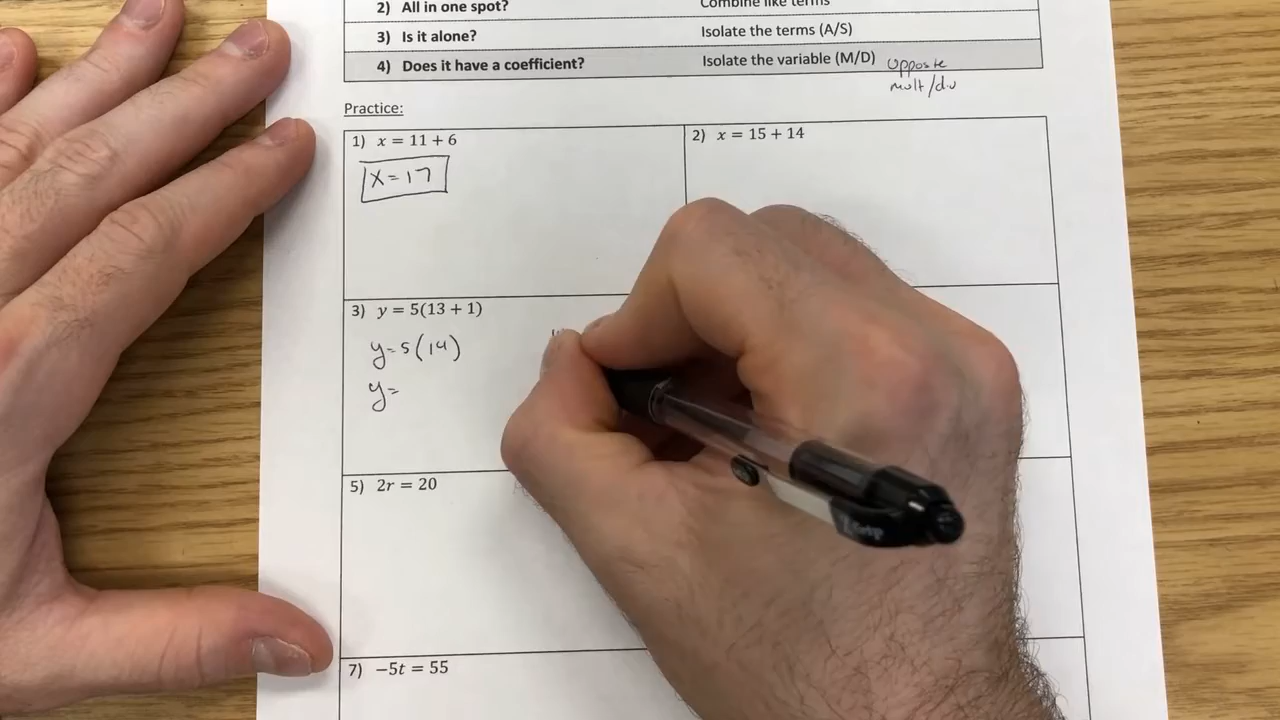 2) All in one spot? Combine like terms
3) Is it alone? Isolate the terms (A/S)
4) Does it have a coefficient? Isolate the variable (M/D) opposite
mult/div
Practice:
1) x = 11 + 6
x=17
2) x = 15 + 14
3) y = 5(13 + 1)
y=5(14)
y=
5) 2r = 20
7) −5t = 55